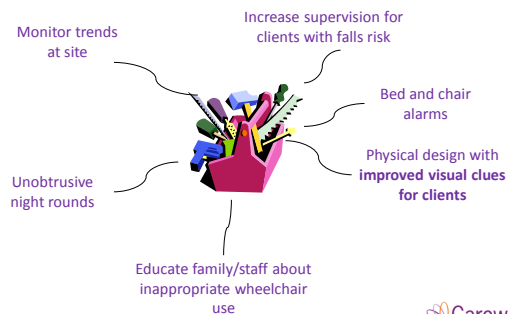 Monitor trends
at site
Increase supervision for
clients with falls risk
Bed and chair
alarms
Physical design with
improved visual clues
for clients
Unobtrusive
night rounds
Educate family/staff about
inappropriate wheelchair
use